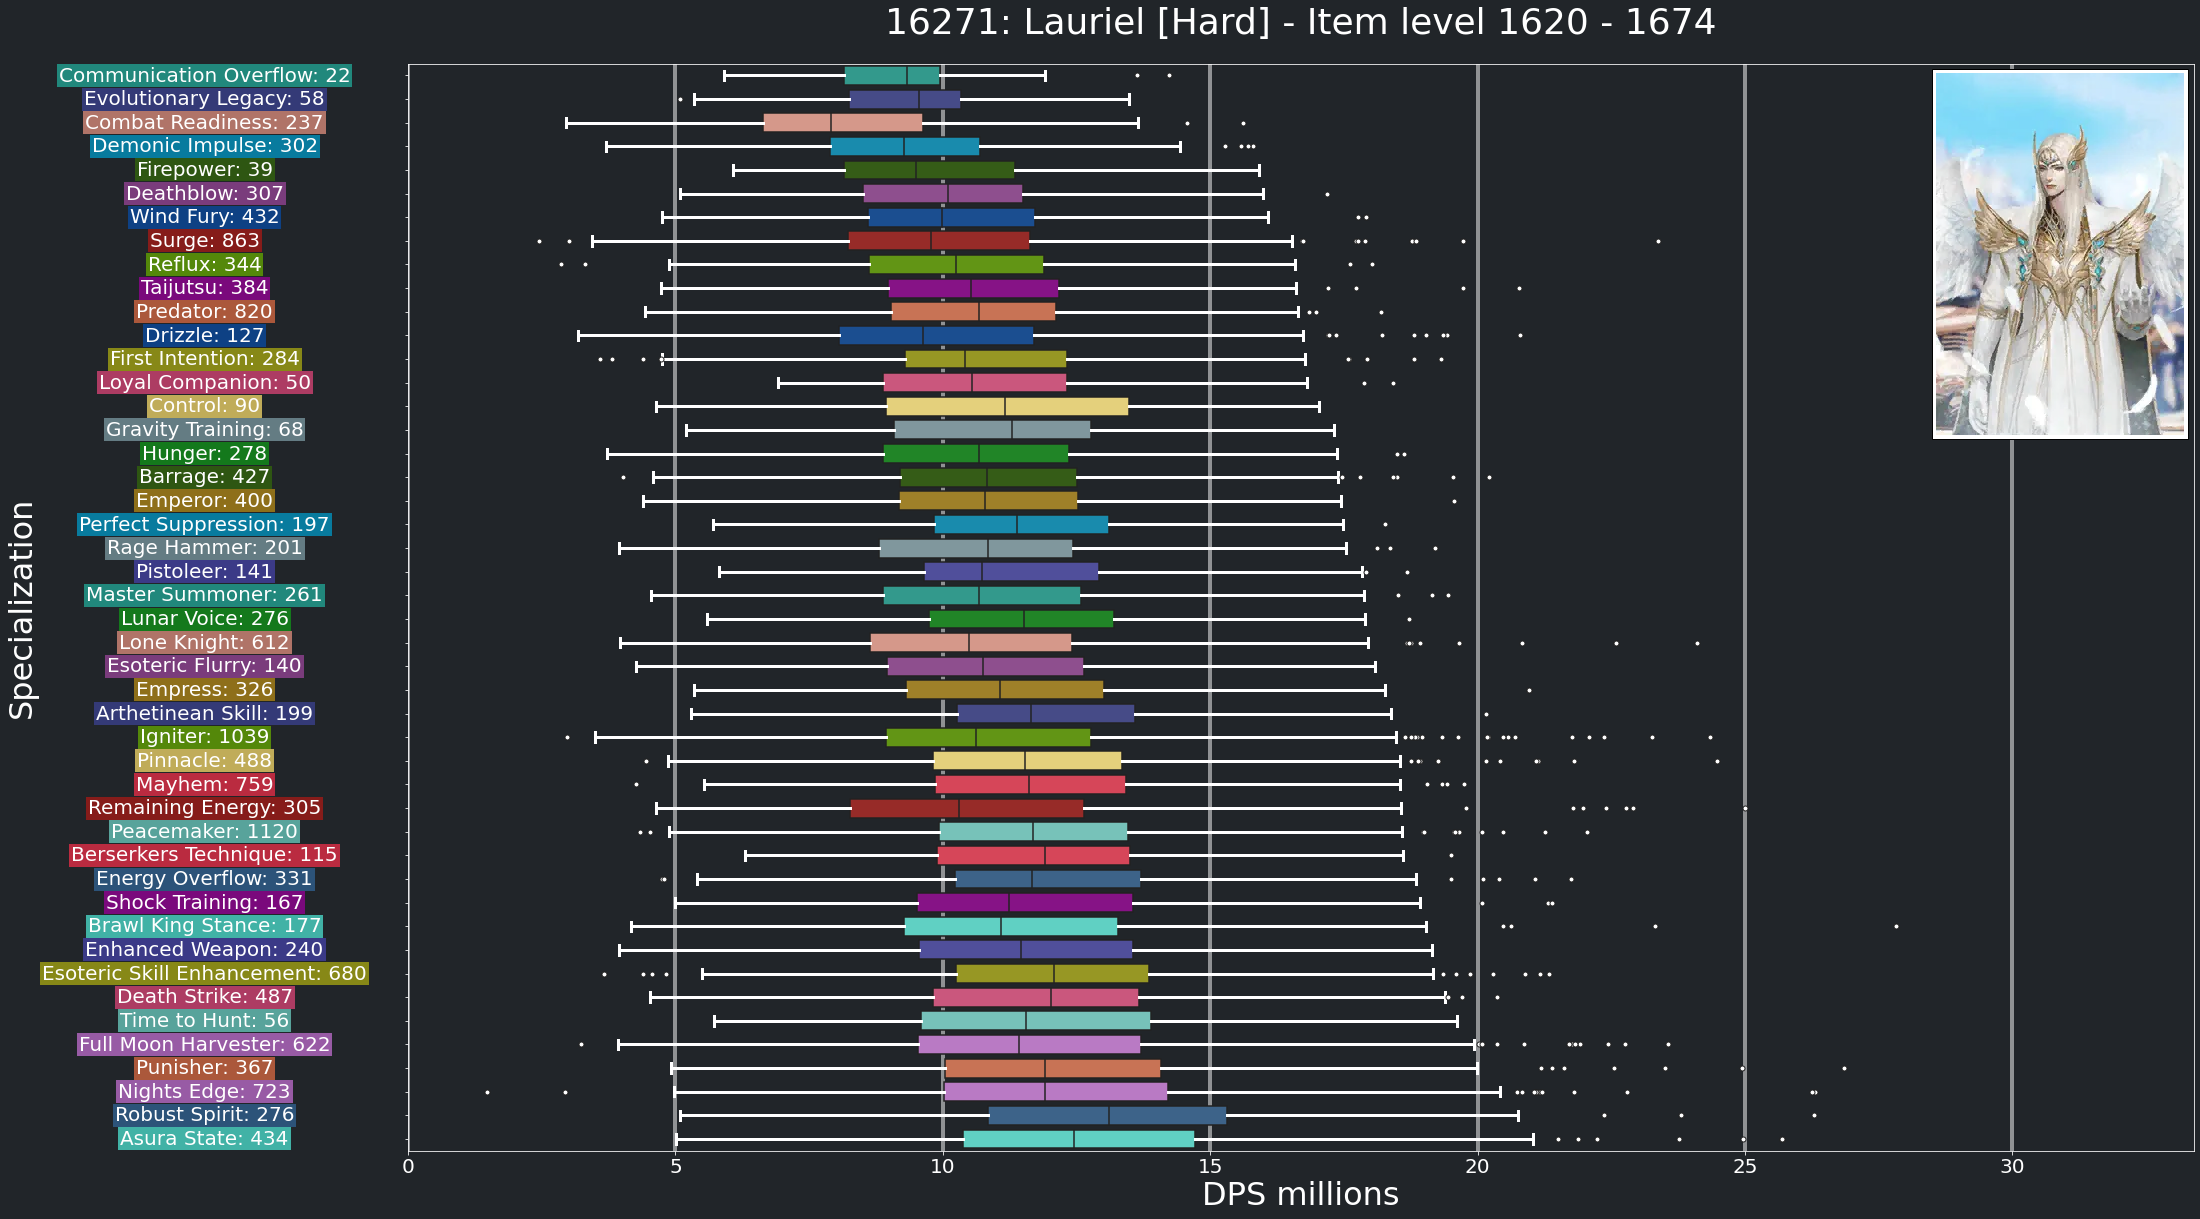 16271: Lauriel [Hard] - Item level 1620 - 1674
Communication Overflow: 22
Evolutionary Legacy: 58
Combat Readiness: 237
Demonic Impulse: 302
Firepower: 39
Deathblow: 307
Wind Fury: 432
Surge: 863
Reflux: 344
Taijutsu: 384
Predator: 820
Drizzle: 127
First Intention: 284
Loyal Companion: 50
Control: 90
Gravity Training: 68
Hunger: 278
Barrage: 427
Emperor: 400
Perfect Suppression: 197
Rage Hammer: 201
Pistoleer: 141
Master Summoner: 261
Lunar Voice: 276
Lone Knight: 612
Esoteric Flurry: 140
Empress: 326
Arthetinean Skill: 199
Igniter: 1039
Pinnacle: 488
Mayhem: 759
Remaining Energy: 305
Peacemaker: 1120
Berserkers Technique: 115
Energy Overflow: 331
Shock Training: 167
Brawl King Stance: 177
Enhanced Weapon: 240
Esoteric Skill Enhancement: 680
Death Strike: 487
Time to Hunt: 56
Full Moon Harvester: 622
Punisher: 367
Nights Edge: 723
Robust Spirit: 276
Asura State: 434
Specialization
0 5 10 15 20 25 30
DPS millions